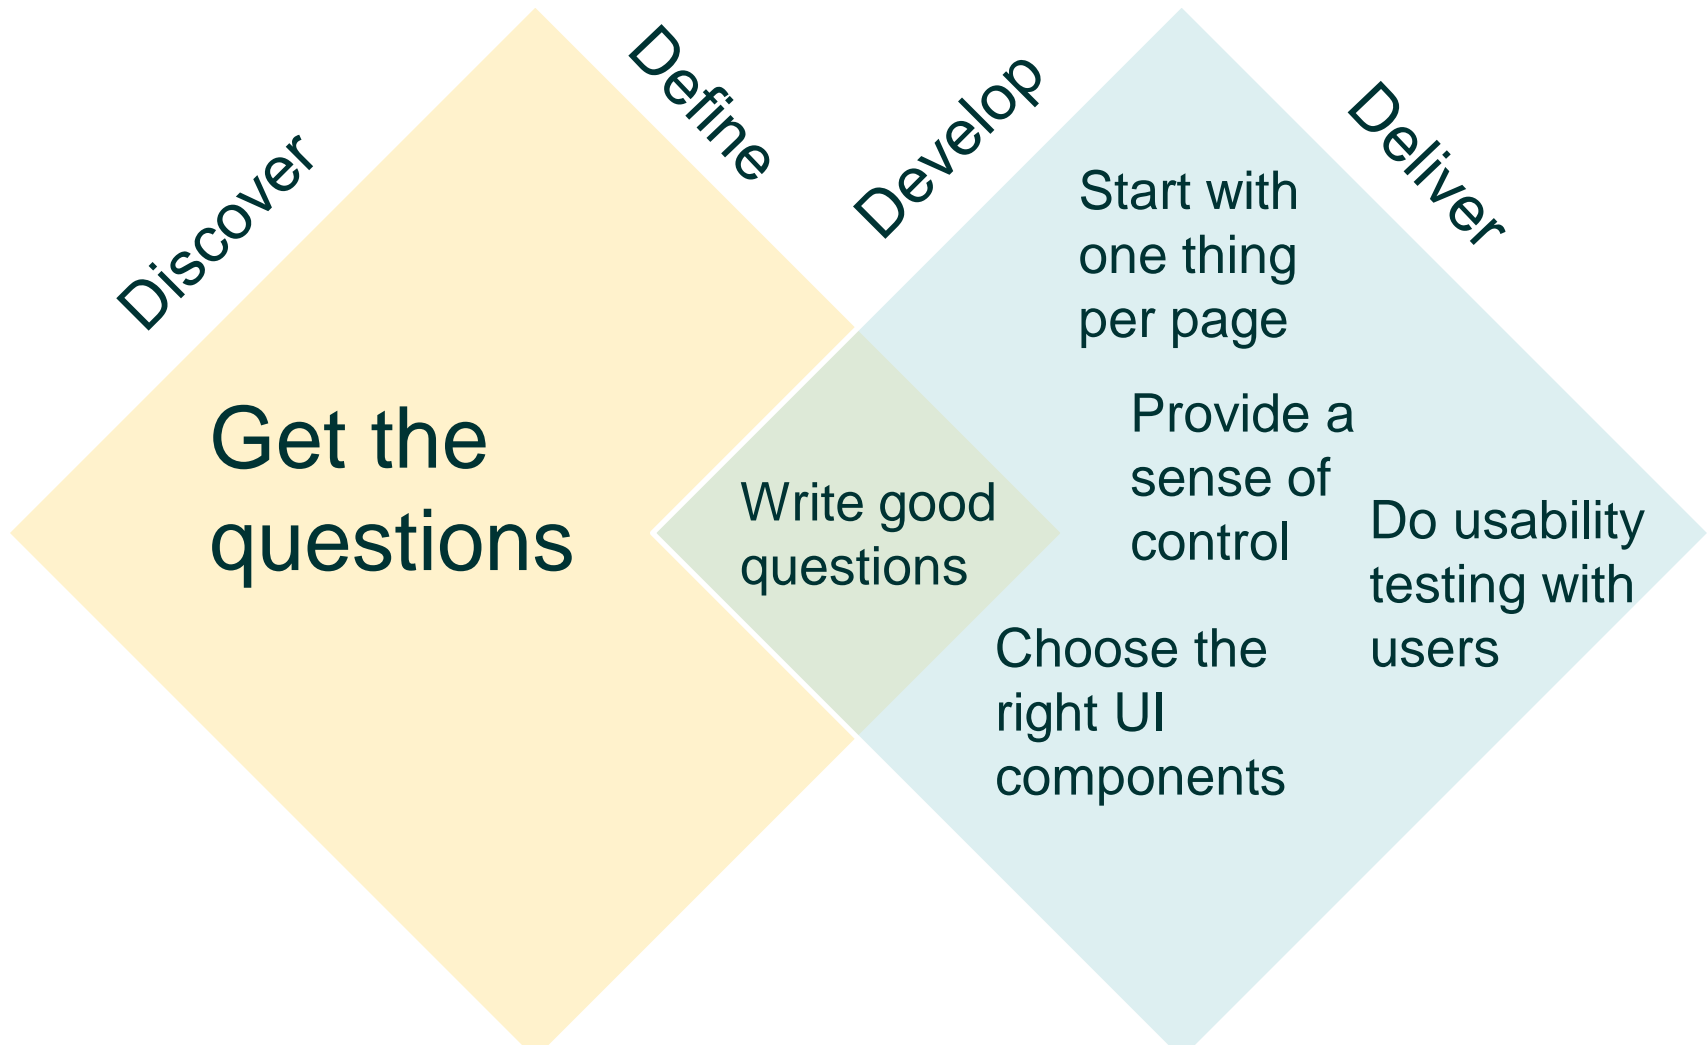 Discover
Define
Develop
Deliver
Get the
questions
Write good
questions
Start with
one thing
per page
Provide a
sense of
control
Choose the
right UI
components
Do usability
testing with
users